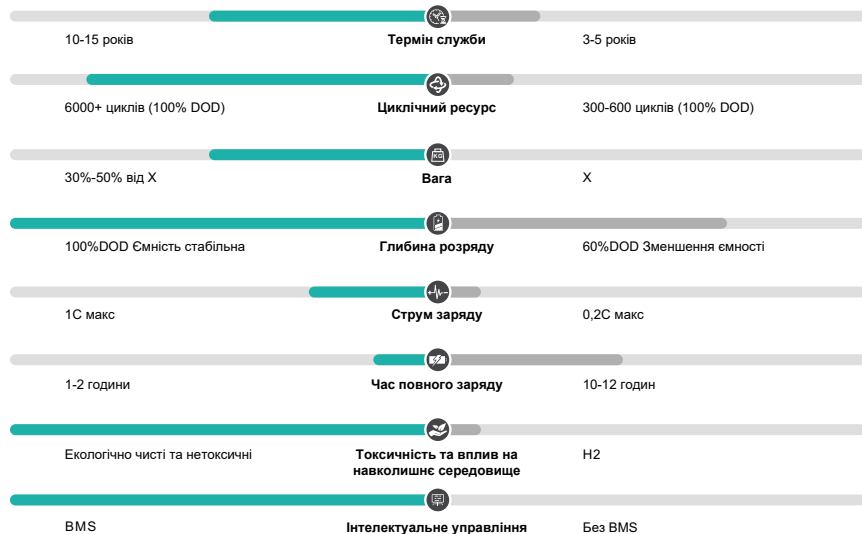 10-15 років Термін служби 3-5 років
6000+ циклів (100% DOD) Циклічний ресурс 300-600 циклів (100% DOD)
KG
30%-50% від X Вага X
100%DOD Ємність стабільна Глибина розряду 60%DOD Зменшення ємності
1С макс Струм заряду 0,2С макс
1-2 години Час повного заряду 10-12 годин
Екологічно чисті та нетоксичні Токсичність та вплив на H2
навколишнє середовище
BMS Інтелектуальне управління Без BMS